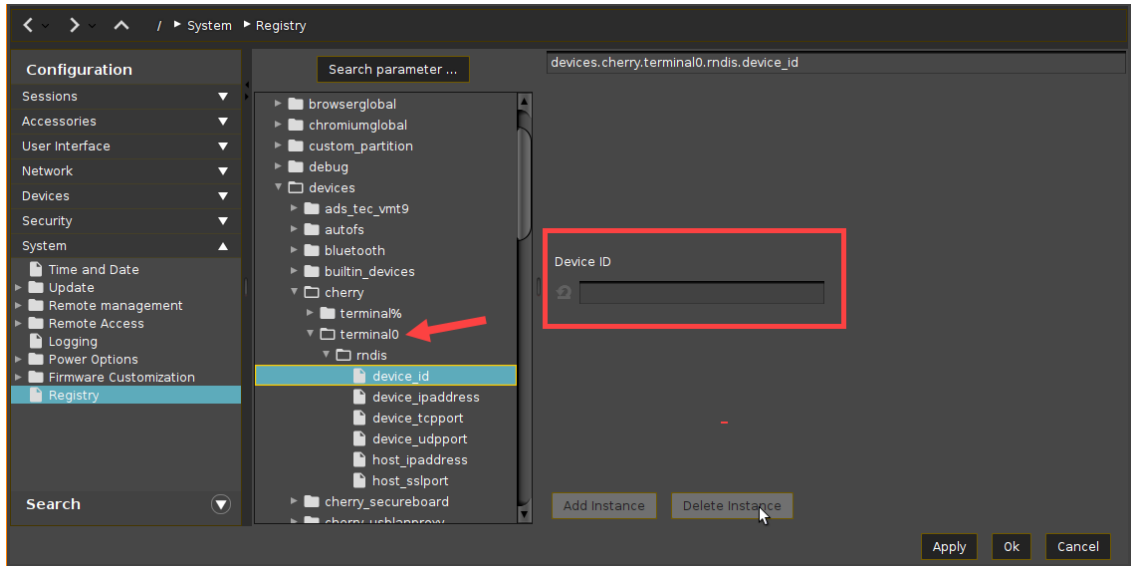 / System Registry
Configuration
Sessions
Accessories
User Interface
Network
Devices
Security
System
Time and Date
Update
Remote management
Remote Access
Logging
Power Options
Firmware Customization
Registry
Search
Search parameter ...
browserglobal
chromiumglobal
custom_partition
debug
devices
ads_tec_vmt9
autofs
bluetooth
builtin_devices
cherry
terminal%
terminal0
rndis
device_id
device_ipaddress
device_tcpport
device_udpport
host_ipaddress
host_sslport
cherry_secureboard
cherry_usblanproxy
devices.cherry.terminal0.rndis.device_id
Device ID
Add Instance Delete Instance
Apply Ok Cancel